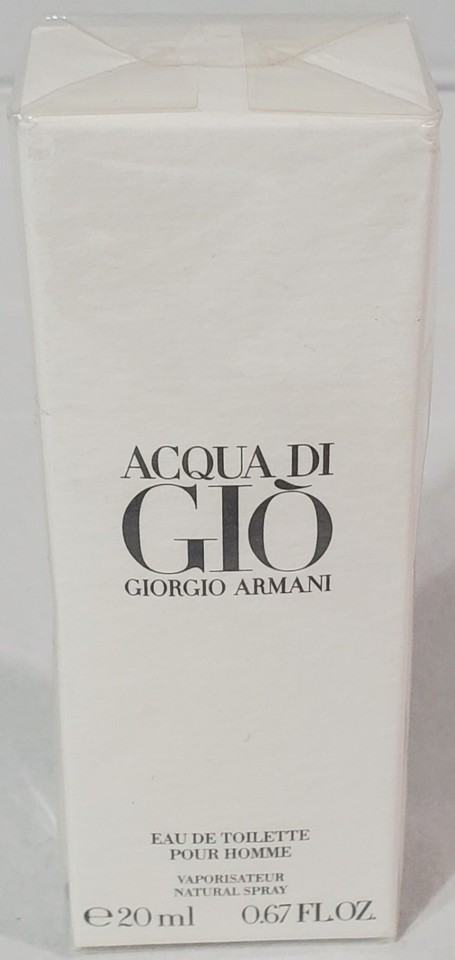 ACQUA DI
GIÒ
GIORGIO ARMANI
EAU DE TOILETTE
POUR HOMME
VAPORISATEUR
NATURAL SPRAY
℮ 20 ml 0.67 FL.OZ.